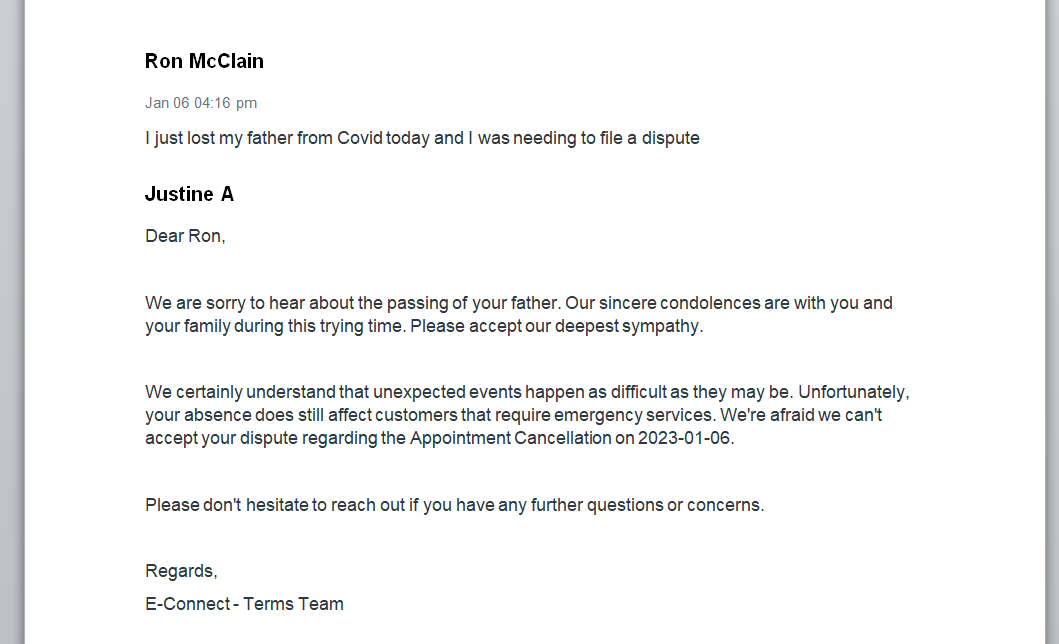 Ron McClain
Jan 06 04:16 pm
I just lost my father from Covid today and I was needing to file a dispute
Justine A
Dear Ron,
We are sorry to hear about the passing of your father. Our sincere condolences are with you and
your family during this trying time. Please accept our deepest sympathy.
We certainly understand that unexpected events happen as difficult as they may be. Unfortunately,
your absence does still affect customers that require emergency services. We're afraid we can't
accept your dispute regarding the Appointment Cancellation on 2023-01-06.
Please don't hesitate to reach out if you have any further questions or concerns.
Regards,
E-Connect - Terms Team